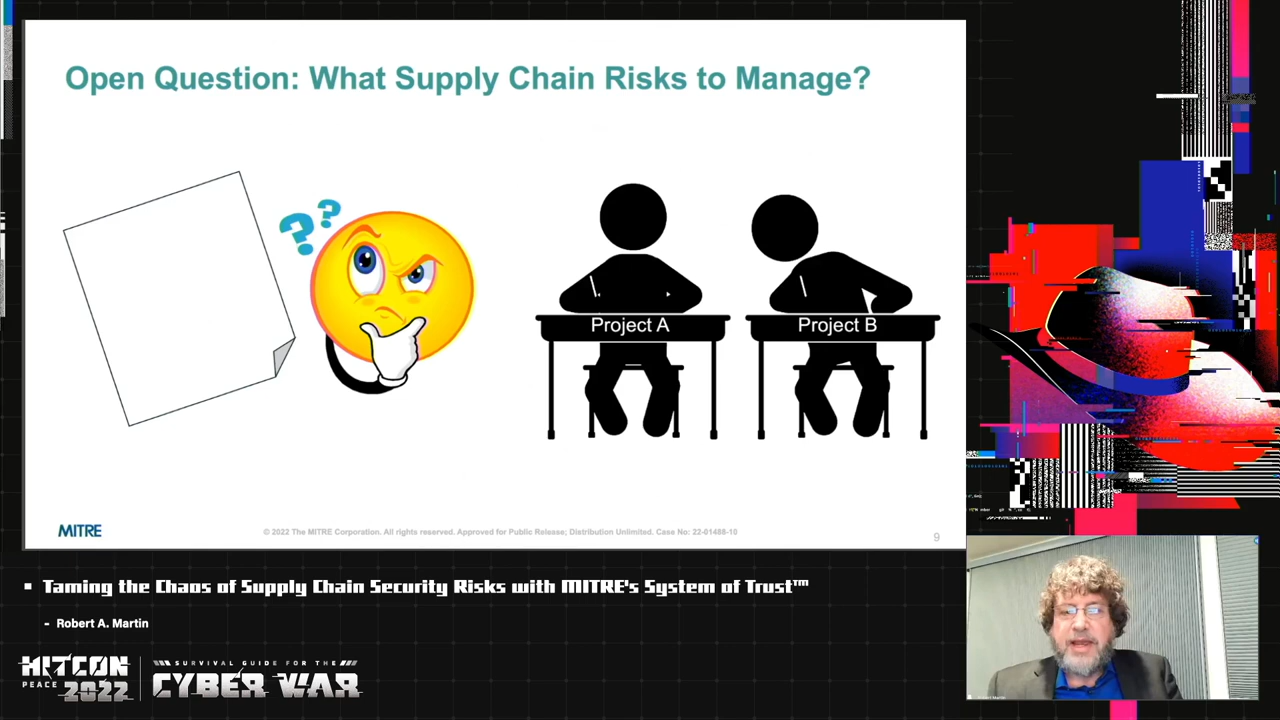 Open Question: What Supply Chain Risks to Manage?
??
Project A
Project B
MITRE
© 2022 The MITRE Corporation. All rights reserved. Approved for Public Release; Distribution Unlimited. Case No: 22-01488-10
9
Taming the Chaos of Supply Chain Security Risks with MITRE's System of Trust™
- Robert A. Martin
HITCON
PEACE 2022
SURVIVAL GUIDE FOR THE
CYBER WAR